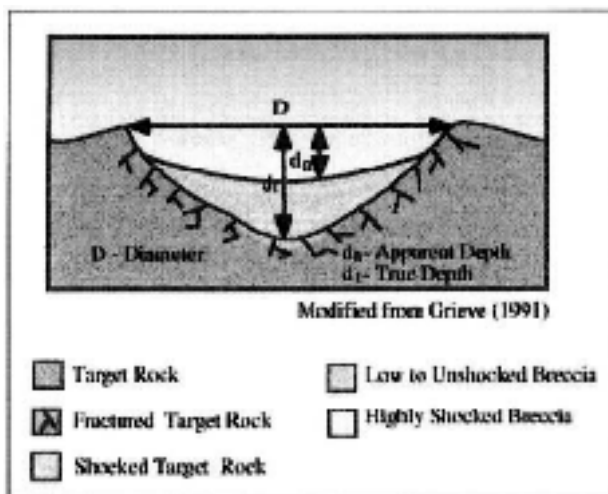 D
da
dt
D - Diameter
da - Apparent Depth
dt - True Depth
Modified from Grieve (1991)
Target Rock
Low to Unshocked Breccia
Fractured Target Rock
Highly Shocked Breccia
Shocked Target Rock